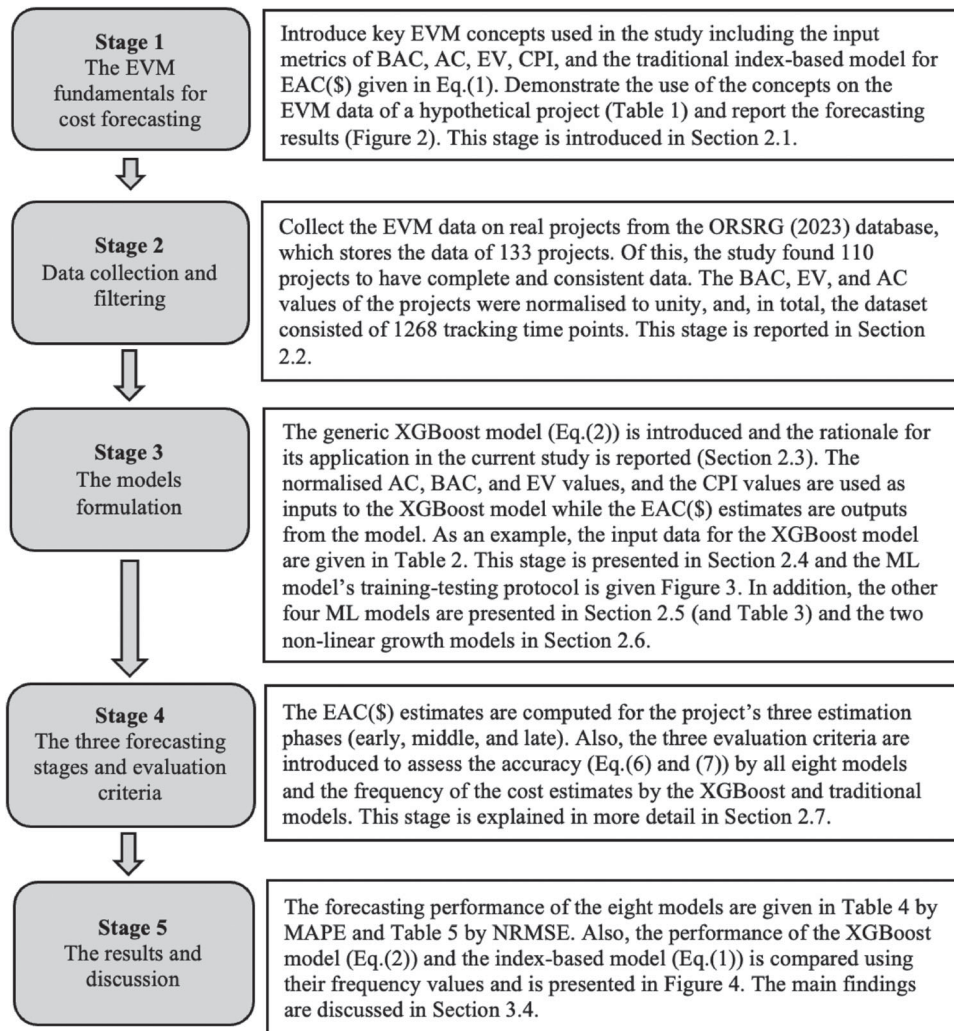 Stage 1
The EVM
fundamentals for
cost forecasting
Introduce key EVM concepts used in the study including the input
metrics of BAC, AC, EV, CPI, and the traditional index-based model for
EAC($) given in Eq.(1). Demonstrate the use of the concepts on the
EVM data of a hypothetical project (Table 1) and report the forecasting
results (Figure 2). This stage is introduced in Section 2.1.
Stage 2
Data collection and
filtering
Collect the EVM data on real projects from the ORSRG (2023) database,
which stores the data of 133 projects. Of this, the study found 110
projects to have complete and consistent data. The BAC, EV, and AC
values of the projects were normalised to unity, and, in total, the dataset
consisted of 1268 tracking time points. This stage is reported in Section
2.2.
Stage 3
The models
formulation
The generic XGBoost model (Eq.(2)) is introduced and the rationale for
its application in the current study is reported (Section 2.3). The
normalised AC, BAC, and EV values, and the CPI values are used as
inputs to the XGBoost model while the EAC($) estimates are outputs
from the model. As an example, the input data for the XGBoost model
are given in Table 2. This stage is presented in Section 2.4 and the ML
model's training-testing protocol is given Figure 3. In addition, the other
four ML models are presented in Section 2.5 (and Table 3) and the two
non-linear growth models in Section 2.6.
Stage 4
The three forecasting
stages and evaluation
criteria
The EAC($) estimates are computed for the project's three estimation
phases (early, middle, and late). Also, the three evaluation criteria are
introduced to assess the accuracy (Eq.(6) and (7)) by all eight models
and the frequency of the cost estimates by the XGBoost and traditional
models. This stage is explained in more detail in Section 2.7.
Stage 5
The results and
discussion
The forecasting performance of the eight models are given in Table 4 by
MAPE and Table 5 by NRMSE. Also, the performance of the XGBoost
model (Eq.(2)) and the index-based model (Eq.(1)) is compared using
their frequency values and is presented in Figure 4. The main findings
are discussed in Section 3.4.